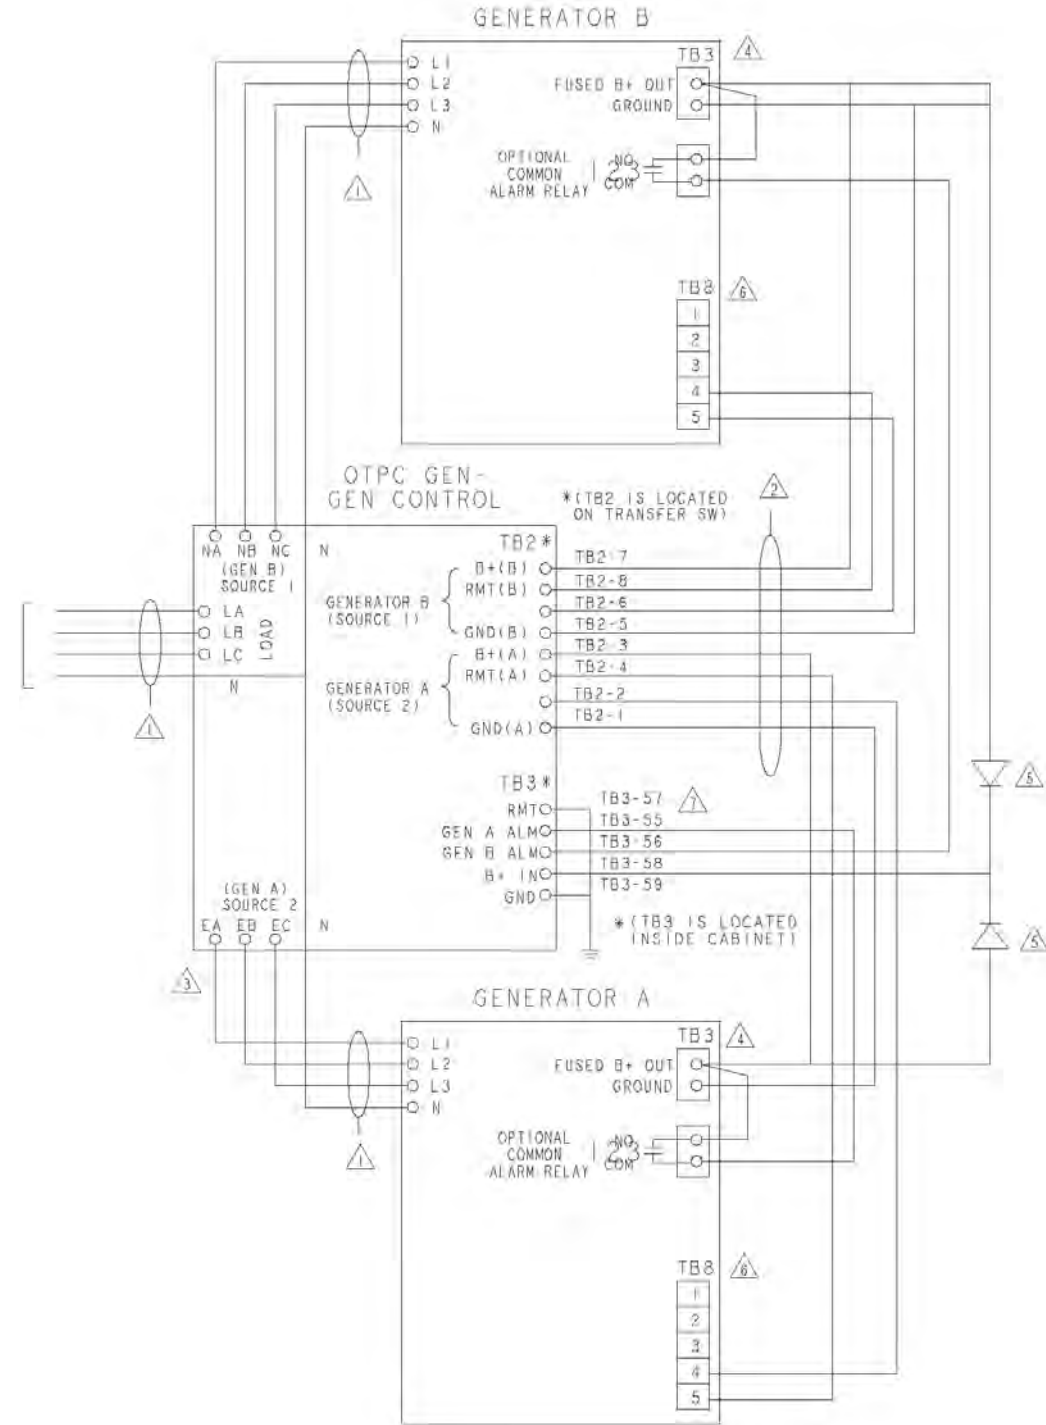 GENERATOR B
L1
L2
L3
N
TB3
4
FUSED B+ OUT
GROUND
OPTIONAL
COMMON
ALARM RELAY
123
NO
COM
1
TB8
6
1
2
3
4
5
OTPC GEN-
GEN CONTROL
*(TB2 IS LOCATED
ON TRANSFER SW)
2
NA NB NC N
(GEN B)
SOURCE 1
TB2*
B+(B)
TB2-7
RMT(B)
TB2-8
TB2-6
GND(B)
TB2-5
GENERATOR B
(SOURCE 1)
B+(A)
TB2-3
RMT(A)
TB2-4
TB2-2
GND(A)
TB2-1
GENERATOR A
(SOURCE 2)
LA
LB
LC
LOAD
N
1
5
TB3*
RMT
TB3-57
7
GEN A ALM
TB3-55
GEN B ALM
TB3-56
B+ IN
TB3-58
GND
TB3-59
*(TB3 IS LOCATED
INSIDE CABINET)
5
(GEN A)
SOURCE 2
EA EB EC N
3
GENERATOR A
L1
L2
L3
N
TB3
4
FUSED B+ OUT
GROUND
OPTIONAL
COMMON
ALARM RELAY
123
NO
COM
1
TB8
6
1
2
3
4
5